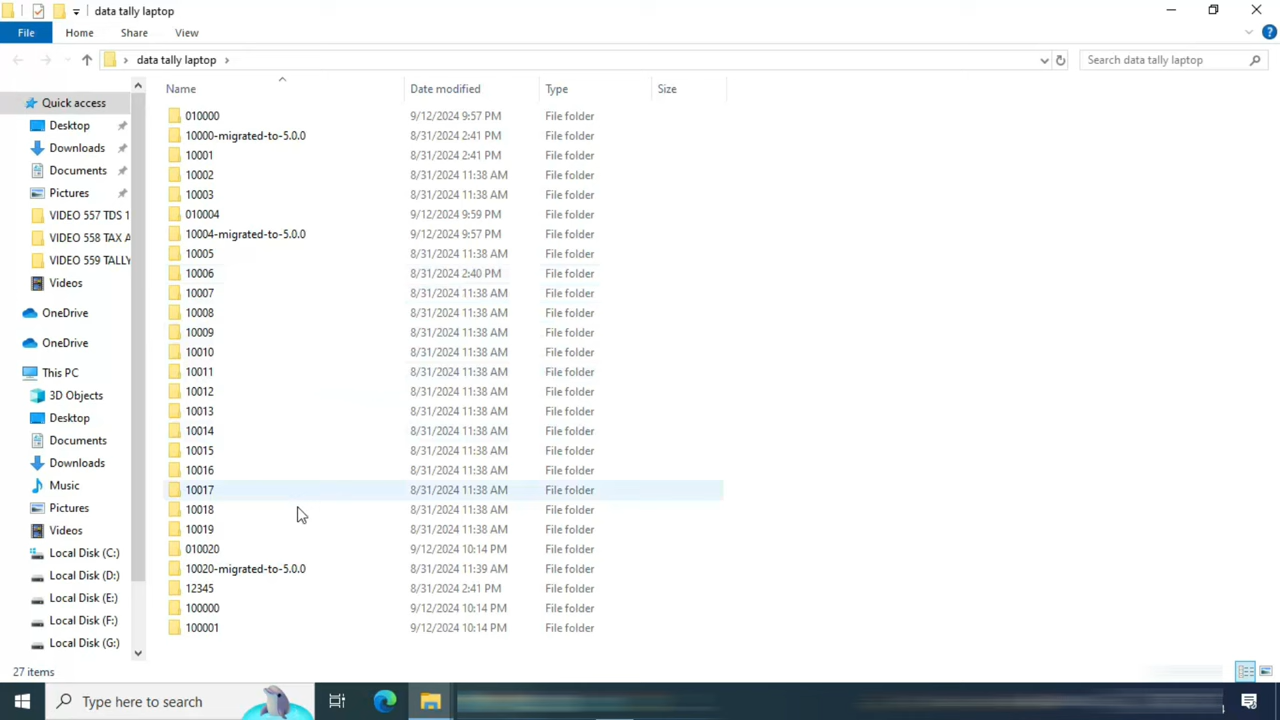 data tally laptop
File Home Share View
data tally laptop
Search data tally laptop
Name Date modified Type Size
Quick access
Desktop
Downloads
Documents
Pictures
VIDEO 557 TDS 1
VIDEO 558 TAX A
VIDEO 559 TALLY
Videos
OneDrive
OneDrive
This PC
3D Objects
Desktop
Documents
Downloads
Music
Pictures
Videos
Local Disk (C:)
Local Disk (D:)
Local Disk (E:)
Local Disk (F:)
Local Disk (G:)
010000 9/12/2024 9:57 PM File folder
10000-migrated-to-5.0.0 8/31/2024 2:41 PM File folder
10001 8/31/2024 2:41 PM File folder
10002 8/31/2024 11:38 AM File folder
10003 8/31/2024 11:38 AM File folder
010004 9/12/2024 9:59 PM File folder
10004-migrated-to-5.0.0 9/12/2024 9:57 PM File folder
10005 8/31/2024 11:38 AM File folder
10006 8/31/2024 2:40 PM File folder
10007 8/31/2024 11:38 AM File folder
10008 8/31/2024 11:38 AM File folder
10009 8/31/2024 11:38 AM File folder
10010 8/31/2024 11:38 AM File folder
10011 8/31/2024 11:38 AM File folder
10012 8/31/2024 11:38 AM File folder
10013 8/31/2024 11:38 AM File folder
10014 8/31/2024 11:38 AM File folder
10015 8/31/2024 11:38 AM File folder
10016 8/31/2024 11:38 AM File folder
10017 8/31/2024 11:38 AM File folder
10018 8/31/2024 11:38 AM File folder
10019 8/31/2024 11:38 AM File folder
010020 9/12/2024 10:14 PM File folder
10020-migrated-to-5.0.0 8/31/2024 11:39 AM File folder
12345 8/31/2024 2:41 PM File folder
100000 9/12/2024 10:14 PM File folder
100001 9/12/2024 10:14 PM File folder
27 items
Type here to search